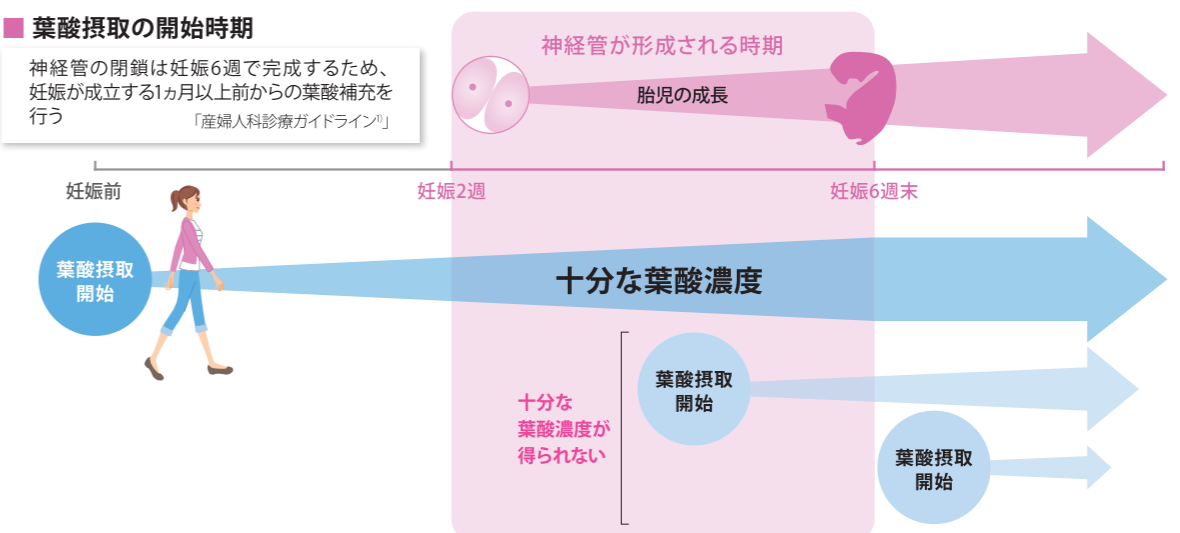 ■ 葉酸摂取の開始時期
神経管の閉鎖は妊娠6週で完成するため、
妊娠が成立する1ヵ月以上前からの葉酸補充を
行う
「産婦人科診療ガイドライン1)」
神経管が形成される時期
胎児の成長
妊娠前
妊娠2週
妊娠6週末
葉酸摂取
開始
十分な葉酸濃度
十分な
葉酸濃度が
得られない
葉酸摂取
開始
葉酸摂取
開始